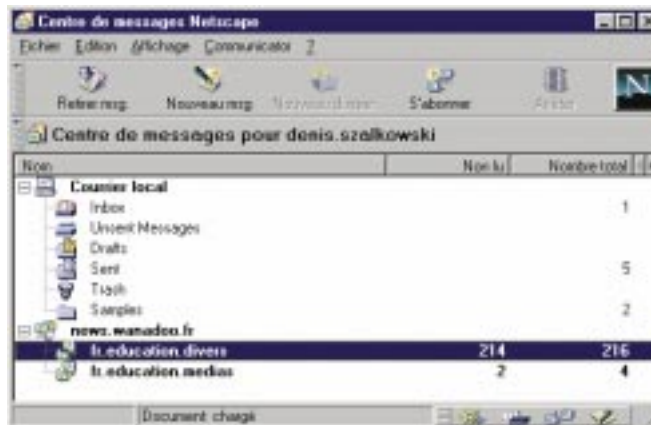 Centre de messages Netscape
Fichier Edition Affichage Communicator ?
Retirer msg. Nouveau msg. S'abonner
N
Centre de messages pour denis.szalkowski
Nom Non lu Nombre total
Courrier local
Inbox 1
Unsent Messages
Drafts
Sent 5
Trash
Samples 2
news.wanadoo.fr
fr.education.divers 214 216
fr.education.medias 2 4
Document chargé